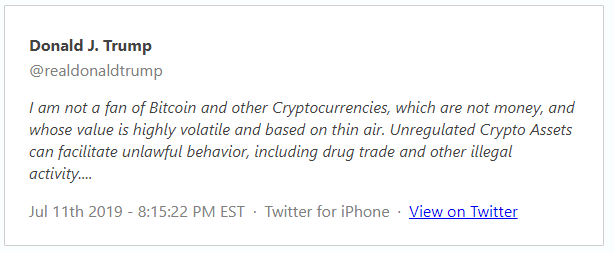 Donald J. Trump
@realdonaldtrump
I am not a fan of Bitcoin and other Cryptocurrencies, which are not money, and
whose value is highly volatile and based on thin air. Unregulated Crypto Assets
can facilitate unlawful behavior, including drug trade and other illegal
activity....
Jul 11th 2019 - 8:15:22 PM EST · Twitter for iPhone · View on Twitter